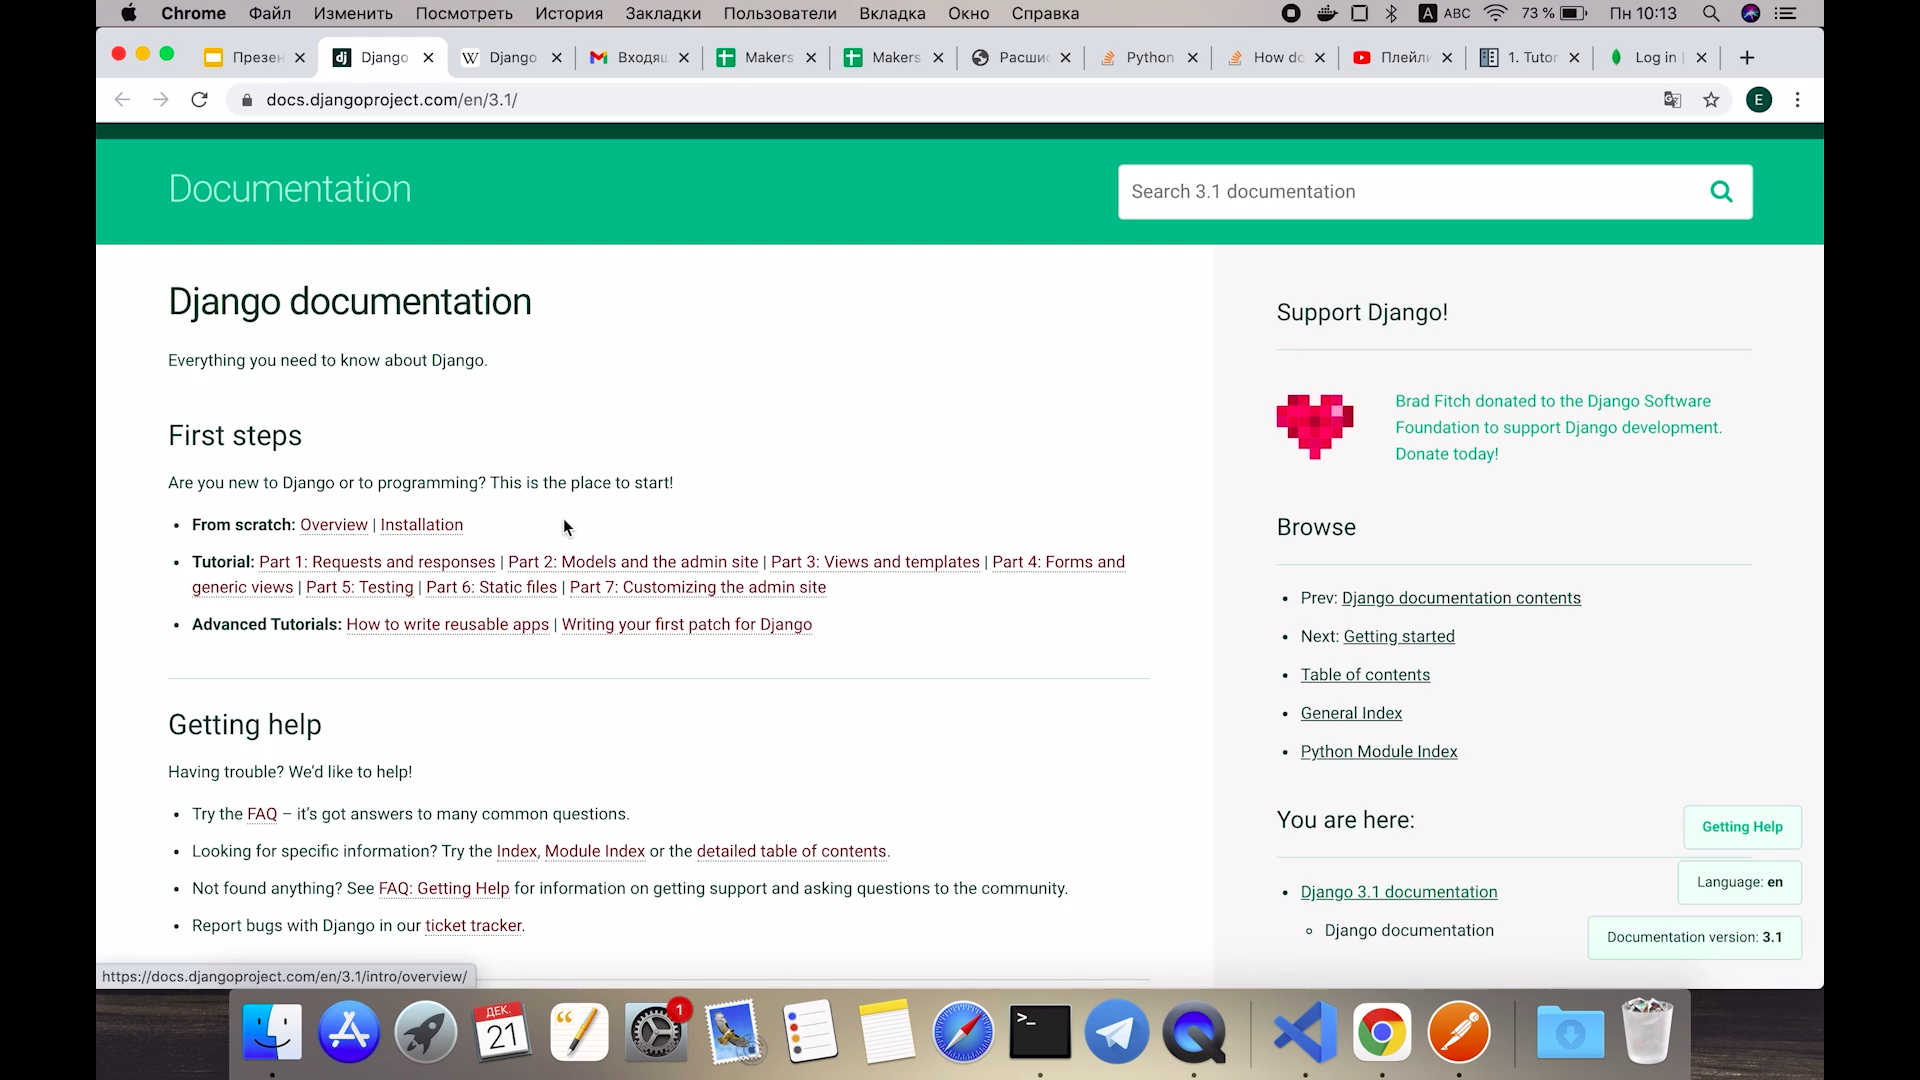 Chrome Файл Изменить Посмотреть История Закладки Пользователи Вкладка Окно Справка A ABC 73 % Пн 10:13
Презен dj Django W Django Входящ Makers Makers Расши Python How do Плейли 1. Tutor Log in
docs.djangoproject.com/en/3.1/ E
Documentation
Search 3.1 documentation
Django documentation
Everything you need to know about Django.
First steps
Are you new to Django or to programming? This is the place to start!
From scratch: Overview | Installation
Tutorial: Part 1: Requests and responses | Part 2: Models and the admin site | Part 3: Views and templates | Part 4: Forms and
generic views | Part 5: Testing | Part 6: Static files | Part 7: Customizing the admin site
Advanced Tutorials: How to write reusable apps | Writing your first patch for Django
Getting help
Having trouble? We’d like to help!
Try the FAQ – it’s got answers to many common questions.
Looking for specific information? Try the Index, Module Index or the detailed table of contents.
Not found anything? See FAQ: Getting Help for information on getting support and asking questions to the community.
Report bugs with Django in our ticket tracker.
Support Django!
Brad Fitch donated to the Django Software
Foundation to support Django development.
Donate today!
Browse
Prev: Django documentation contents
Next: Getting started
Table of contents
General Index
Python Module Index
You are here:
Django 3.1 documentation
Django documentation
Getting Help
Language: en
Documentation version: 3.1
https://docs.djangoproject.com/en/3.1/intro/overview/
ДЕК.
21
1